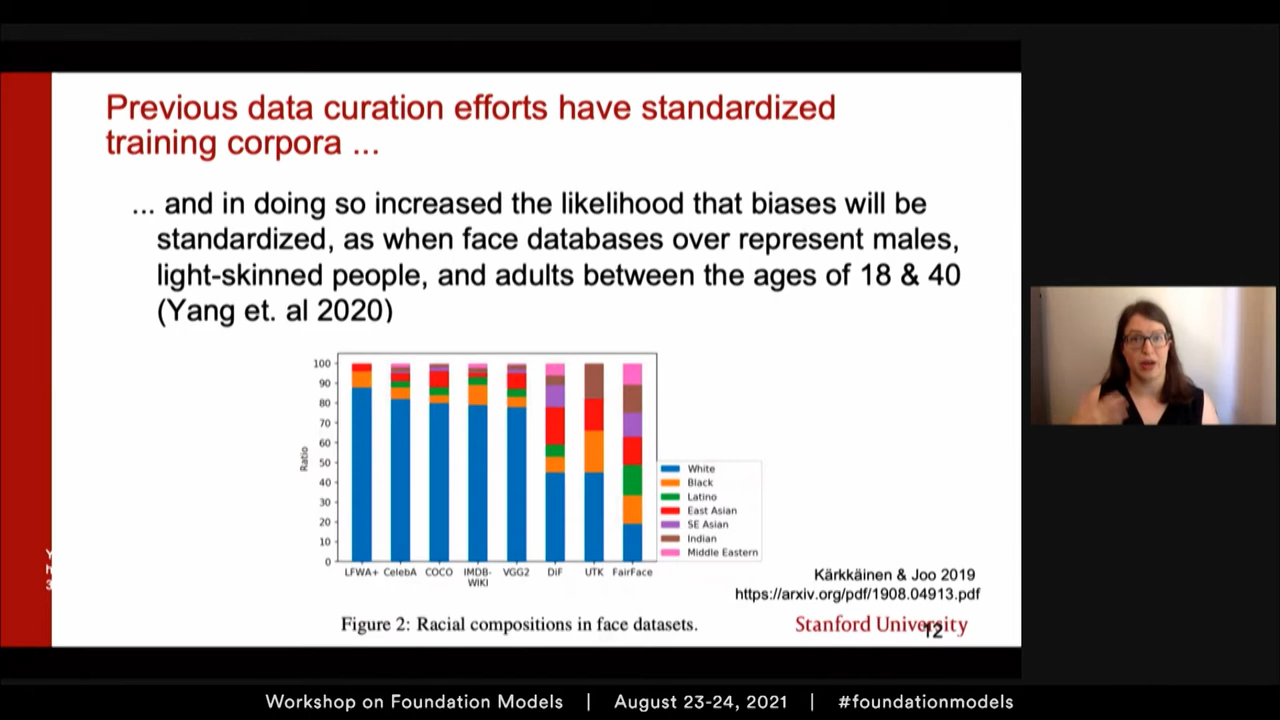 Previous data curation efforts have standardized
training corpora ...
... and in doing so increased the likelihood that biases will be
standardized, as when face databases over represent males,
light-skinned people, and adults between the ages of 18 & 40
(Yang et. al 2020)
100
90
80
70
60
50
40
30
20
10
0
Ratio
LFWA+ CelebA COCO IMDB- VGG2 DiF UTK FairFace
WIKI
White
Black
Latino
East Asian
SE Asian
Indian
Middle Eastern
Y
h
3
Kärkkäinen & Joo 2019
https://arxiv.org/pdf/1908.04913.pdf
Figure 2: Racial compositions in face datasets.
Stanford University
12
Workshop on Foundation Models | August 23-24, 2021 | #foundationmodels